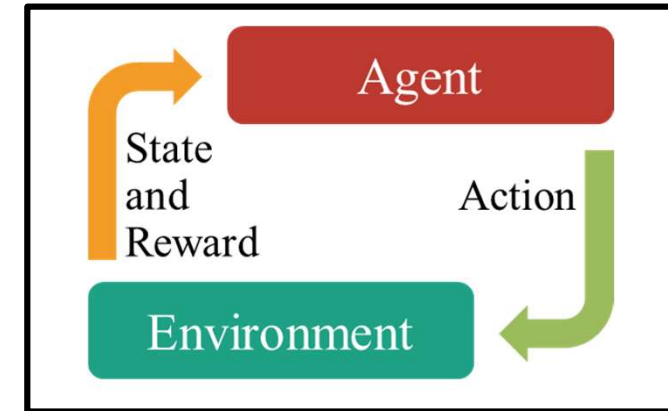 Agent
State
and
Reward
Action
Environment